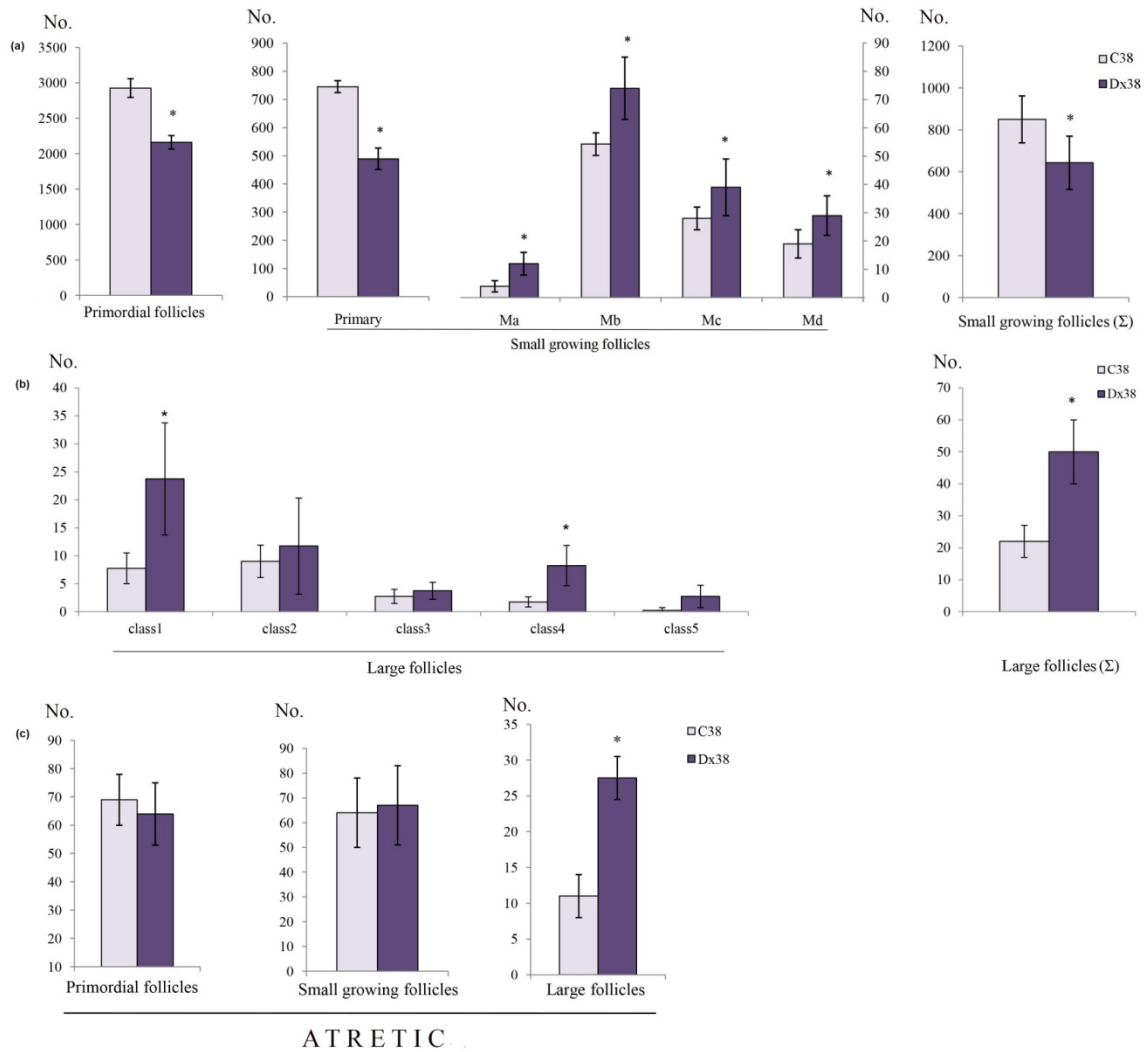 No. No. No.
(a)
3500 3000 2500 2000 1500 1000 500 0
Primordial follicles
900 800 700 600 500 400 300 200 100 0
* * * * * * *
90 80 70 60 50 40 30 20 10 0
Primary Ma Mb Mc Md
Small growing follicles
1200 1000 800 600 400 200 0
C38
Dx38
Small growing follicles (Σ)
No. No.
(b)
40 35 30 25 20 15 10 5 0
* *
class1 class2 class3 class4 class5
Large follicles
70 60 50 40 30 20 10 0
*
C38
Dx38
Large follicles (Σ)
No. No. No.
(c)
90 80 70 60 50 40 30 20 10
Primordial follicles
90 80 70 60 50 40 30 20 10 0
Small growing follicles
35 30 25 20 15 10 5 0
*
Large follicles
C38
Dx38
ATRETIC